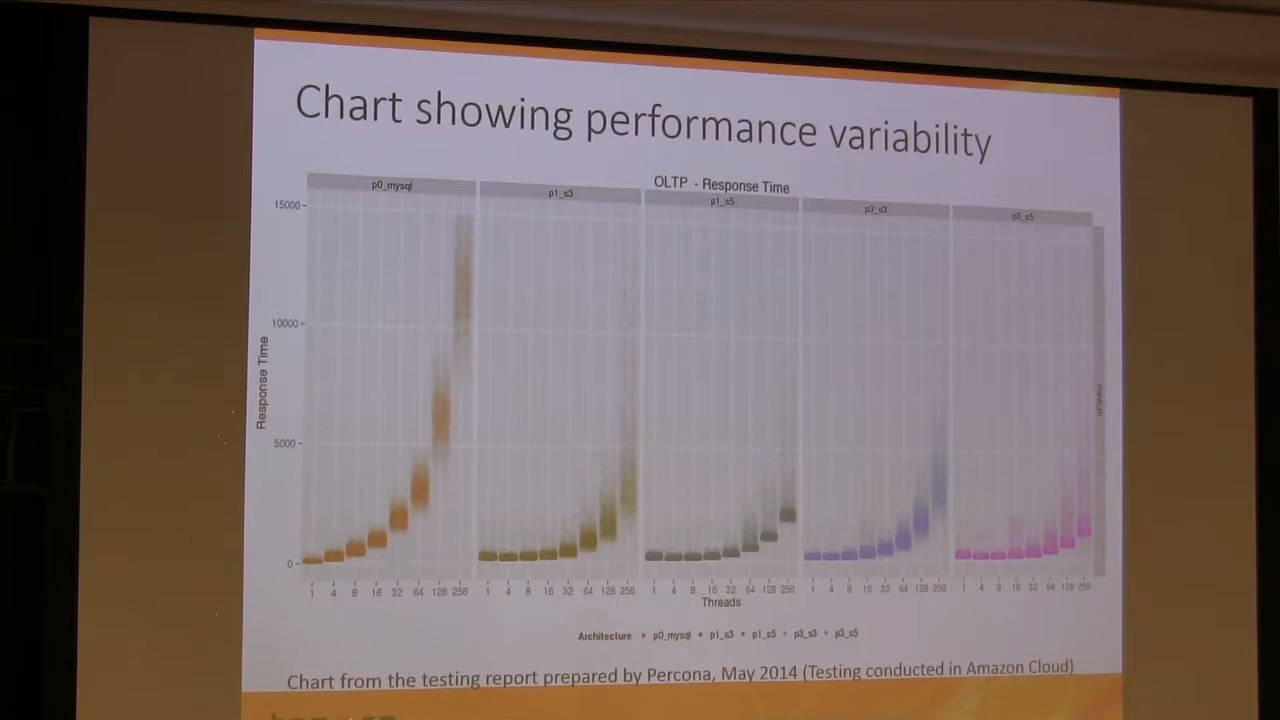 Chart showing performance variability
OLTP - Response Time
p0_mysql p1_s3 p1_s5 p3_s3 p3_s5
15000
10000
5000
0
Response Time
medium
1 4 8 16 32 64 128 256 1 4 8 16 32 64 128 256 1 4 8 16 32 64 128 256 1 4 8 16 32 64 128 256 1 4 8 16 32 64 128 256
Threads
Architecture p0_mysql p1_s3 p1_s5 p3_s3 p3_s5
Chart from the testing report prepared by Percona, May 2014 (Testing conducted in Amazon Cloud)